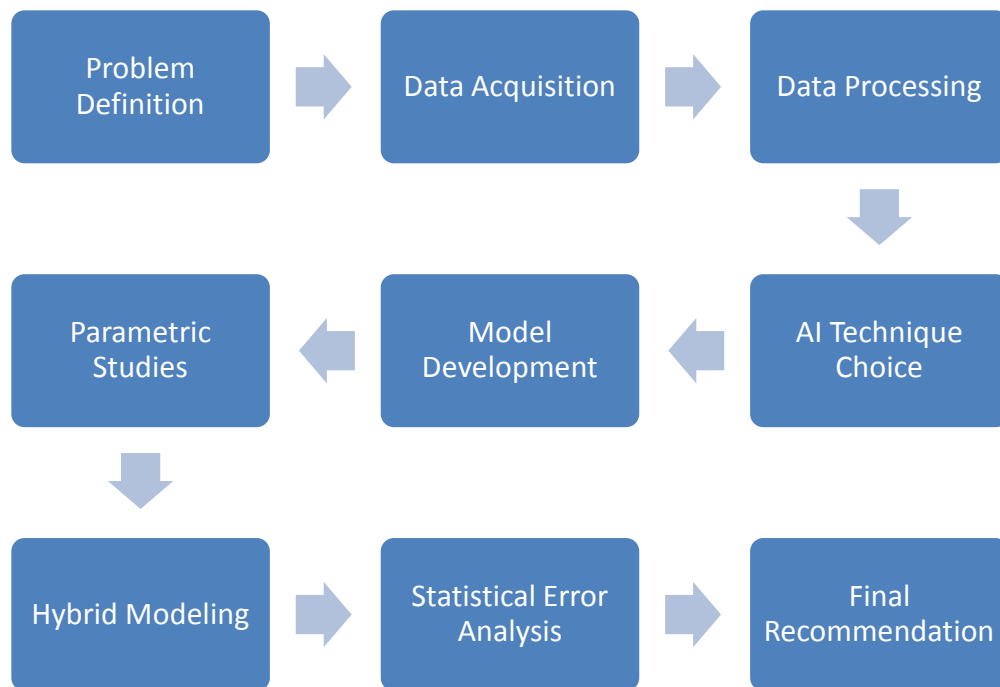 Problem
Definition
Data Acquisition
Data Processing
AI Technique
Choice
Model
Development
Parametric
Studies
Hybrid Modeling
Statistical Error
Analysis
Final
Recommendation